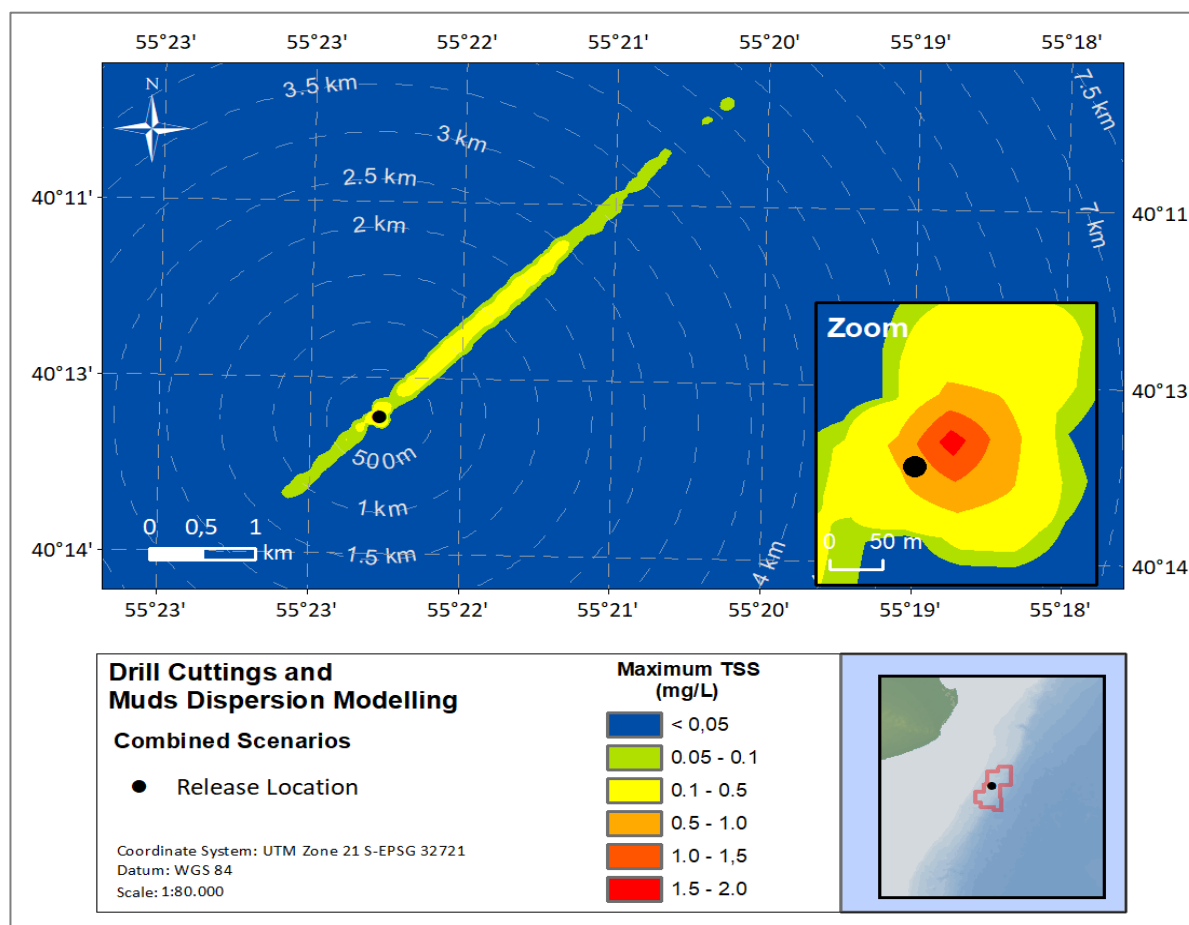 55°23' 55°23' 55°22' 55°21' 55°20' 55°19' 55°18'
N
3.5 km
7.5 km
3 km
2.5 km
40°11'
2 km
40°11
7 km
Zoom
40°13'
40°13
500m
0 0,5 1
km
1 km
0 50 m
40°14'
1.5 km
4 km
40°14
55°23' 55°23' 55°22' 55°21' 55°20' 55°19' 55°18'
Drill Cuttings and
Muds Dispersion Modelling
Combined Scenarios
Release Location
Coordinate System: UTM Zone 21 S-EPSG 32721
Datum: WGS 84
Scale: 1:80.000
Maximum TSS
(mg/L)
< 0,05
0.05 - 0.1
0.1 - 0.5
0.5 - 1.0
1.0 - 1,5
1.5 - 2.0